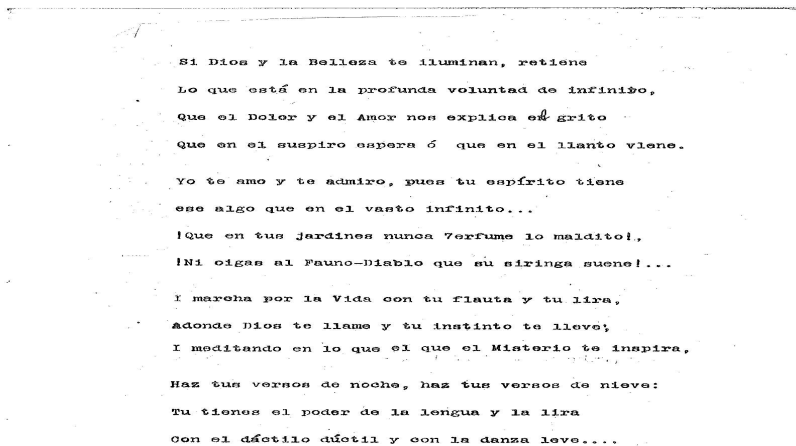 Si Dios y la Belleza te iluminan, retiene
Lo que está en la profunda voluntad de infinito,
Que el Dolor y el Amor nos explica el grito
Que en el suspiro espera ó que en el llanto viene.
Yo te amo y te admiro, pues tu espírito tiene
ese algo que en el vasto infinito...
!Que en tus jardines nunca 7erfume lo maldito!,
!Ni oigas al Fauno-Diablo que su siringa suene!...
I marcha por la Vida con tu flauta y tu lira,
Adonde Dios te llame y tu instinto te lleve;
I meditando en lo que el que el Misterio te inspira,
Haz tus versos de noche, haz tus versos de nieve:
Tu tienes el poder de la lengua y la lira
Con el dáctilo dúctil y con la danza leve....